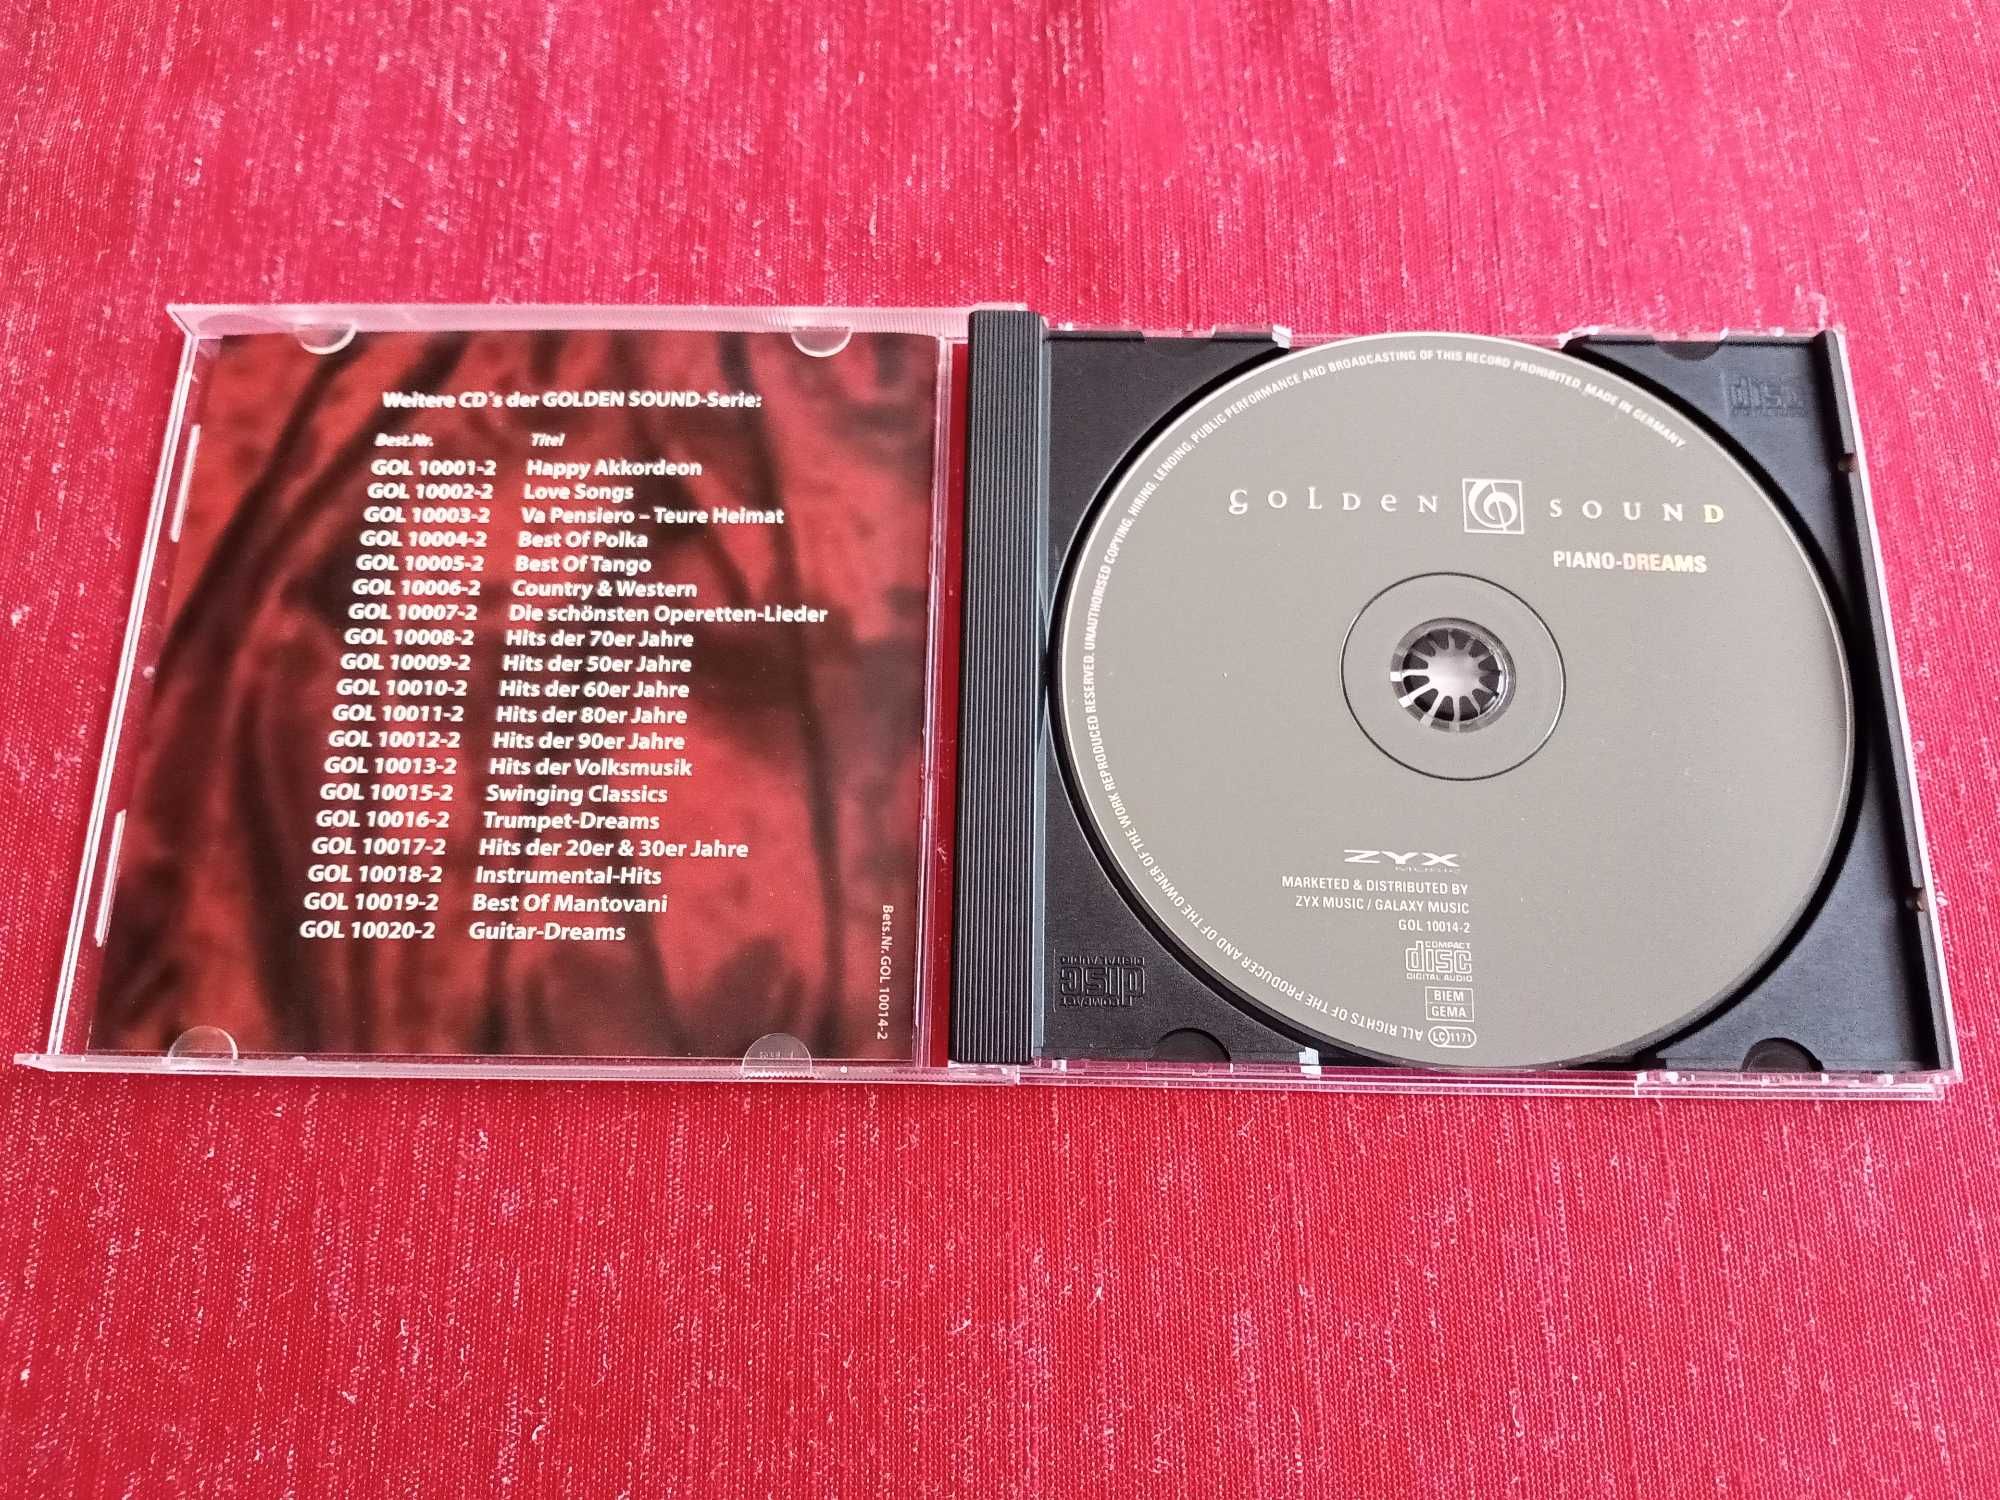 Weitere CD´s der GOLDEN SOUND-Serie:
Best.Nr. Titel
GOL 10001-2 Happy Akkordeon
GOL 10002-2 Love Songs
GOL 10003-2 Va Pensiero – Teure Heimat
GOL 10004-2 Best Of Polka
GOL 10005-2 Best Of Tango
GOL 10006-2 Country & Western
GOL 10007-2 Die schönsten Operetten-Lieder
GOL 10008-2 Hits der 70er Jahre
GOL 10009-2 Hits der 50er Jahre
GOL 10010-2 Hits der 60er Jahre
GOL 10011-2 Hits der 80er Jahre
GOL 10012-2 Hits der 90er Jahre
GOL 10013-2 Hits der Volksmusik
GOL 10015-2 Swinging Classics
GOL 10016-2 Trumpet-Dreams
GOL 10017-2 Hits der 20er & 30er Jahre
GOL 10018-2 Instrumental-Hits
GOL 10019-2 Best Of Mantovani
GOL 10020-2 Guitar-Dreams
Bets.Nr. GOL 10014-2
ALL RIGHTS OF THE PRODUCER AND OF THE OWNER OF THE WORK REPRODUCED RESERVED. UNAUTHORISED COPYING, HIRING, LENDING, PUBLIC PERFORMANCE AND BROADCASTING OF THIS RECORD PROHIBITED. MADE IN GERMANY
GOLDEN SOUND
PIANO-DREAMS
ZYX
MUSIC
MARKETED & DISTRIBUTED BY
ZYX MUSIC / GALAXY MUSIC
GOL 10014-2
COMPACT
disc
DIGITAL AUDIO
BIEM
GEMA
LC 1171
COMPACT
disc
DIGITAL AUDIO
disc